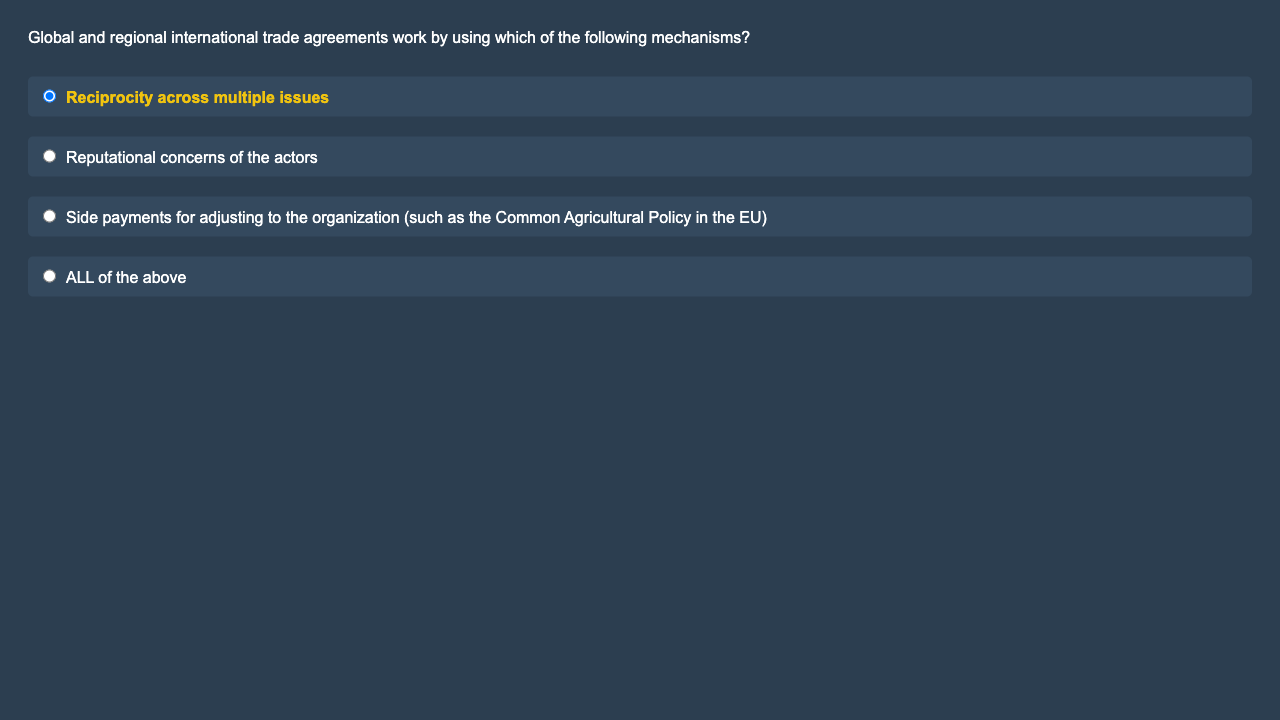 Global and regional international trade agreements work by using which of the following mechanisms?
Reciprocity across multiple issues
Reputational concerns of the actors
Side payments for adjusting to the organization (such as the Common Agricultural Policy in the EU)
ALL of the above